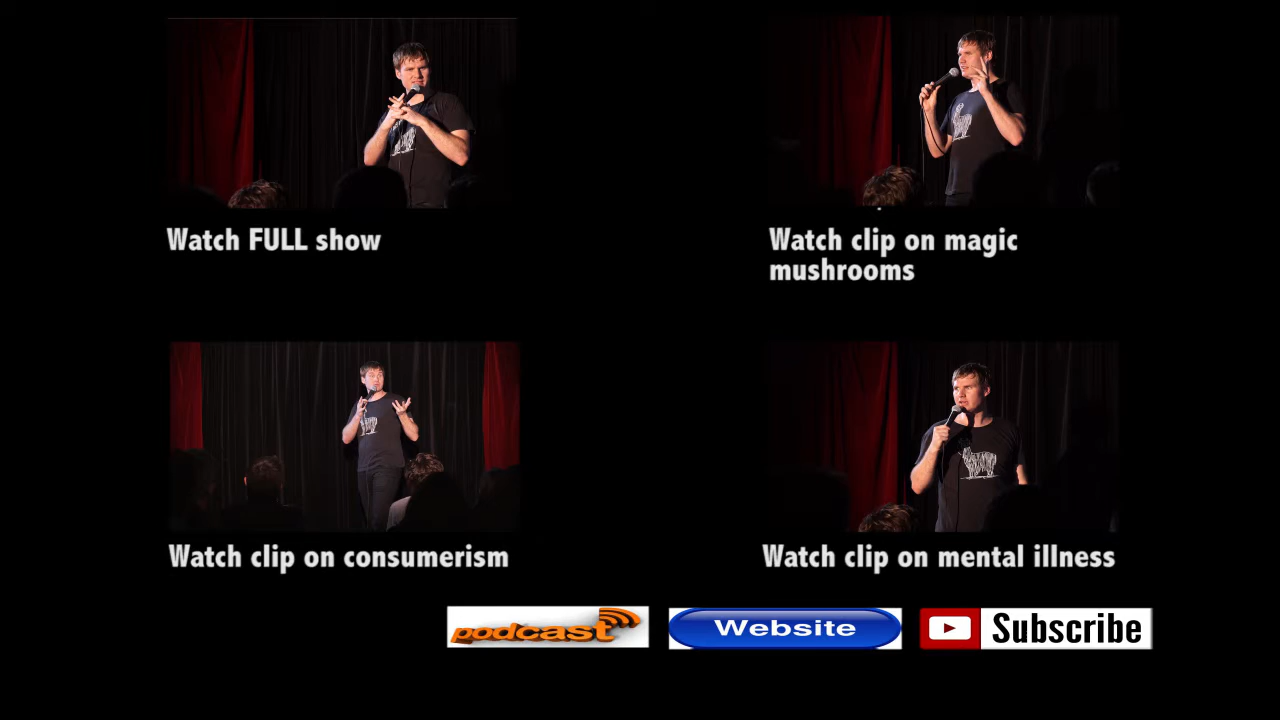 Watch FULL show
Watch clip on magic
mushrooms
Watch clip on consumerism
Watch clip on mental illness
podcast
Website
Subscribe